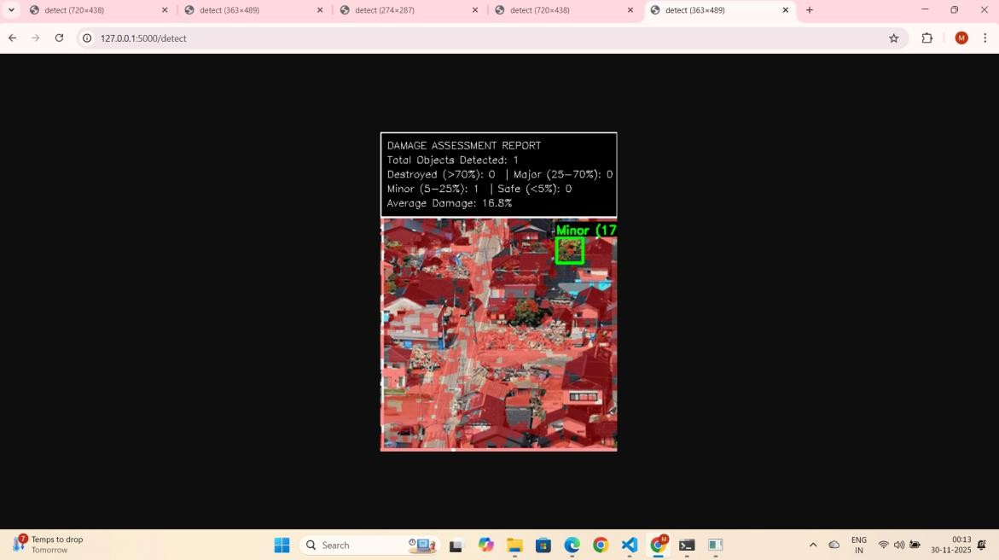 detect (720×438)
detect (363×489)
detect (274×287)
detect (720×438)
detect (363×489)
127.0.0.1:5000/detect
M
DAMAGE ASSESSMENT REPORT
Total Objects Detected: 1
Destroyed (>70%): 0 | Major (25-70%): 0
Minor (5-25%): 1 | Safe (<5%): 0
Average Damage: 16.8%
Minor (17
7
Temps to drop
Tomorrow
Search
M
ENG
IN
00:13
30-11-2025